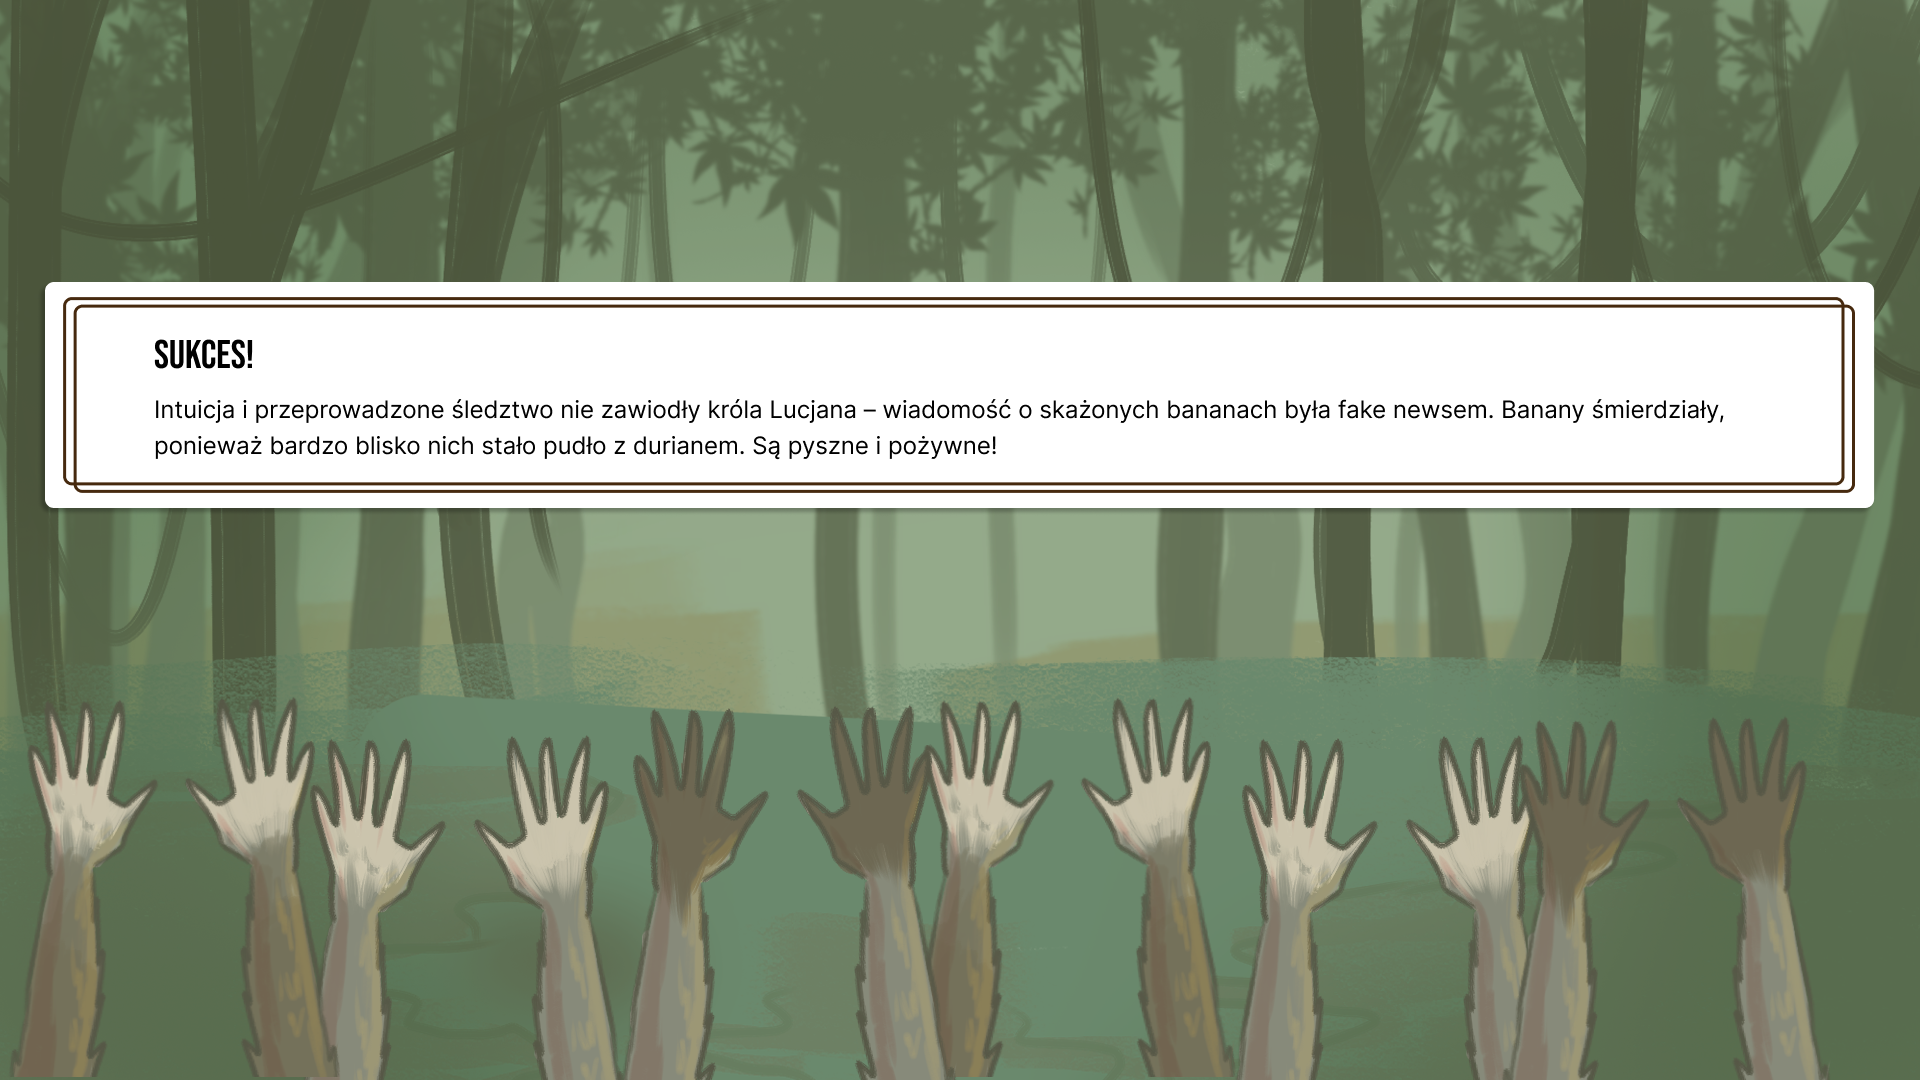 SUKCES!
Intuicja i przeprowadzone śledztwo nie zawiodły króla Lucjana – wiadomość o skażonych bananach była fake newsem. Banany śmierdziały,
ponieważ bardzo blisko nich stało pudło z durianem. Są pyszne i pożywne!